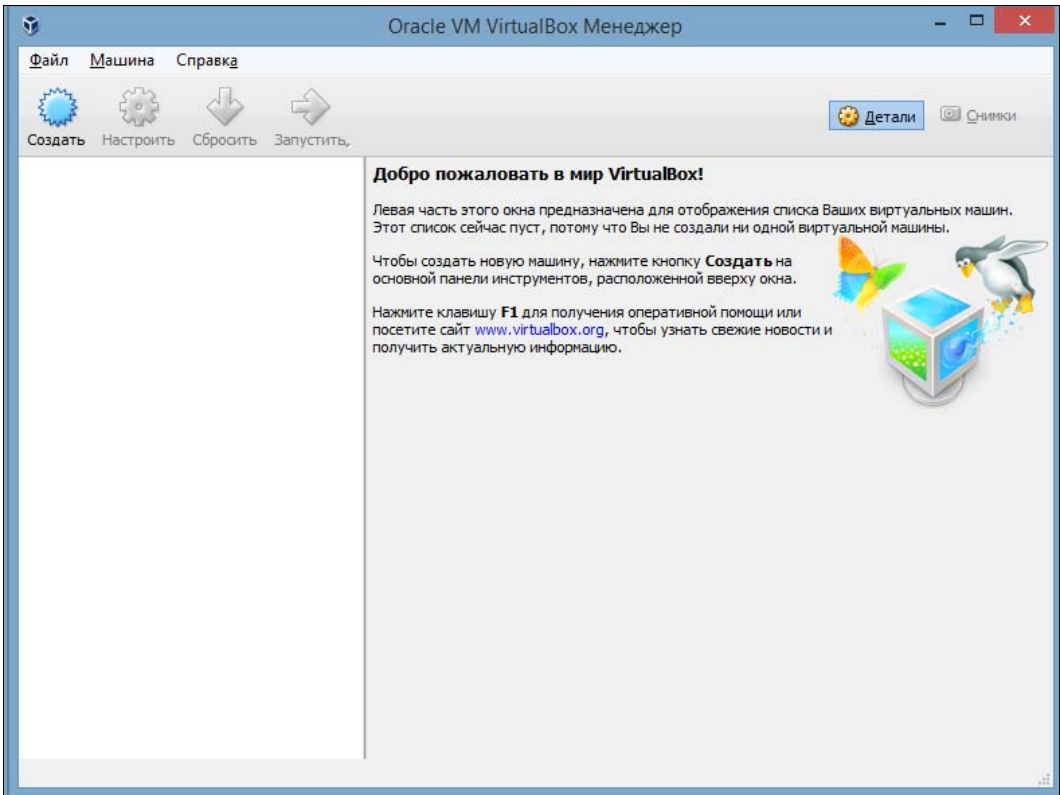 Oracle VM VirtualBox Менеджер
Файл Машина Справка
Создать Настроить Сбросить Запустить
Детали Снимки
Добро пожаловать в мир VirtualBox!
Левая часть этого окна предназначена для отображения списка Ваших виртуальных машин.
Этот список сейчас пуст, потому что Вы не создали ни одной виртуальной машины.
Чтобы создать новую машину, нажмите кнопку Создать на
основной панели инструментов, расположенной вверху окна.
Нажмите клавишу F1 для получения оперативной помощи или
посетите сайт www.virtualbox.org, чтобы узнать свежие новости и
получить актуальную информацию.